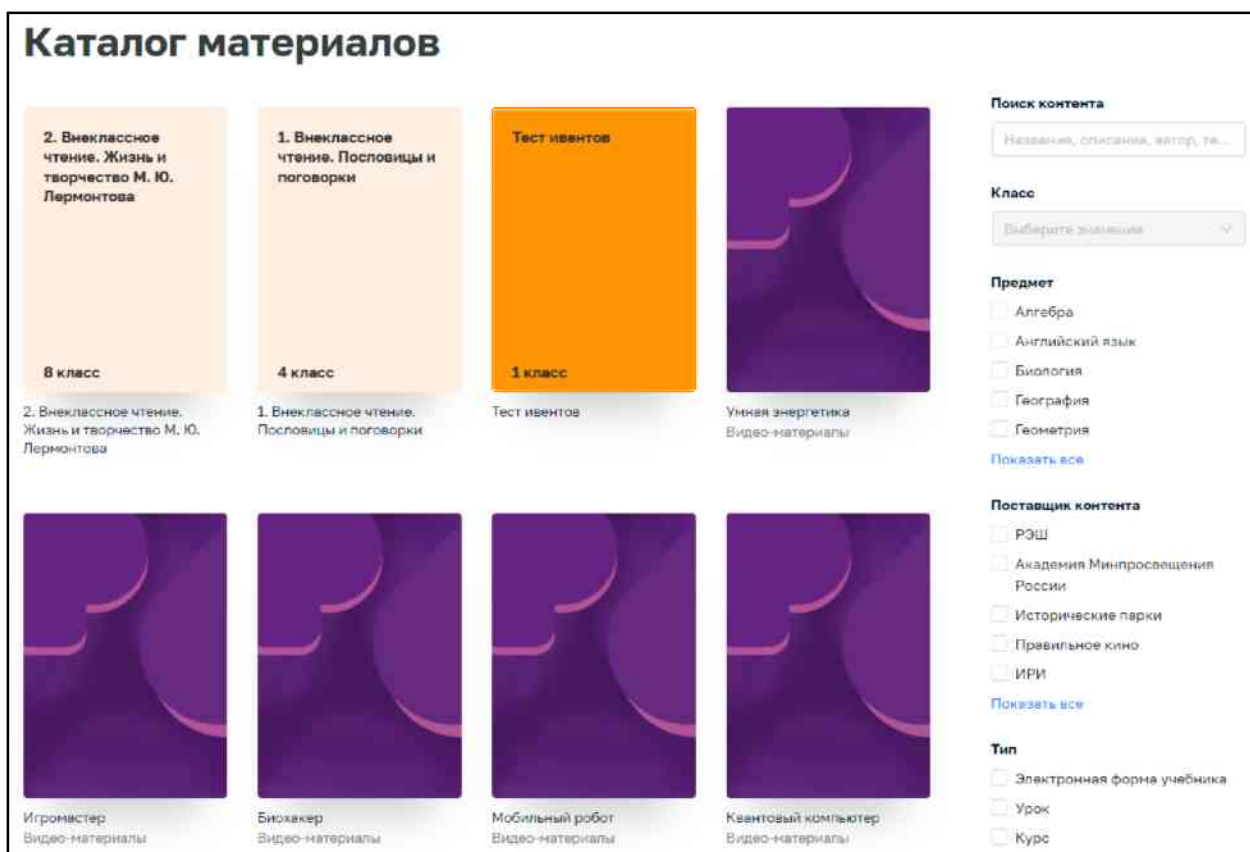 Каталог материалов
2. Внеклассное
чтение. Жизнь и
творчество М. Ю.
Лермонтова
8 класс
2. Внеклассное чтение.
Жизнь и творчество М. Ю.
Лермонтова
1. Внеклассное
чтение. Пословицы и
поговорки
4 класс
1. Внеклассное чтение.
Пословицы и поговорки
Тест ивентов
1 класс
Тест ивентов
Умная энергетика
Видео-материалы
Игромастер
Видео-материалы
Биохакер
Видео-материалы
Мобильный робот
Видео-материалы
Квантовый компьютер
Видео-материалы
Поиск контента
Название, описание, автор, те...
Класс
Выберите значение
Предмет
Алгебра
Английский язык
Биология
География
Геометрия
Показать все
Поставщик контента
РЭШ
Академия Минпросвещения
России
Исторические парки
Правильное кино
ИРИ
Показать все
Тип
Электронная форма учебника
Урок
Курс